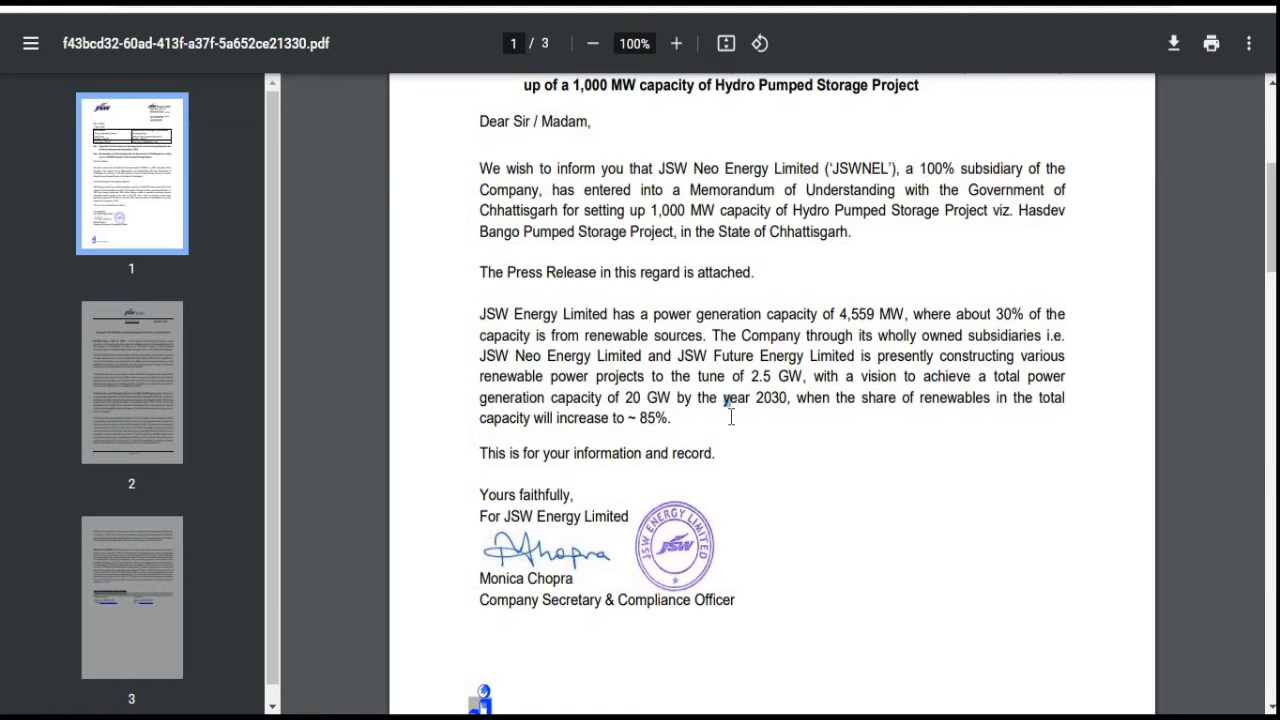 f43bcd32-60ad-413f-a37f-5a652ce21330.pdf
1 / 3
100%
up of a 1,000 MW capacity of Hydro Pumped Storage Project
Dear Sir / Madam,
We wish to inform you that JSW Neo Energy Limited ('JSWNEL'), a 100% subsidiary of the
Company, has entered into a Memorandum of Understanding with the Government of
Chhattisgarh for setting up 1,000 MW capacity of Hydro Pumped Storage Project viz. Hasdev
Bango Pumped Storage Project, in the State of Chhattisgarh.
The Press Release in this regard is attached.
JSW Energy Limited has a power generation capacity of 4,559 MW, where about 30% of the
capacity is from renewable sources. The Company through its wholly owned subsidiaries i.e.
JSW Neo Energy Limited and JSW Future Energy Limited is presently constructing various
renewable power projects to the tune of 2.5 GW, with a vision to achieve a total power
generation capacity of 20 GW by the year 2030, when the share of renewables in the total
capacity will increase to ~ 85%.
This is for your information and record.
Yours faithfully,
For JSW Energy Limited
JSW ENERGY LIMITED
JSW
Monica Chopra
Company Secretary & Compliance Officer
JSW
1
2
3